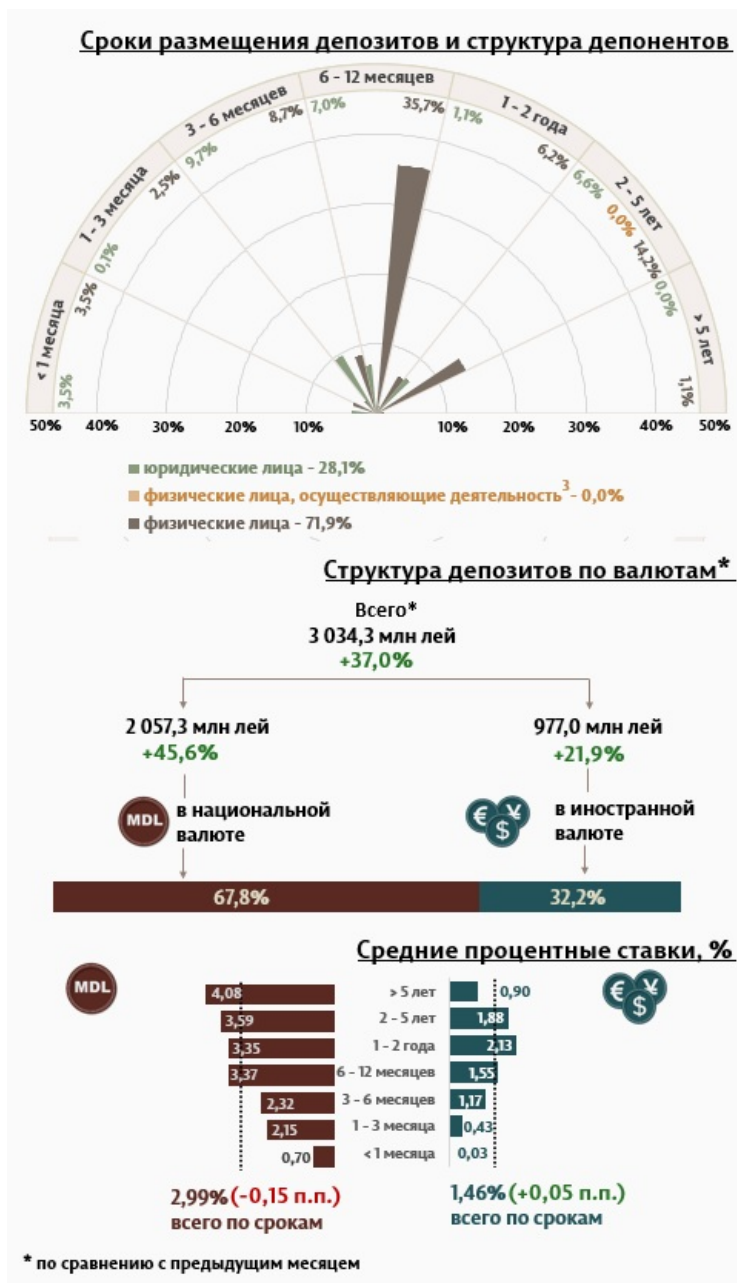 Сроки размещения депозитов и структура депонентов
6 - 12 месяцев
3 - 6 месяцев
8,7%
7,0%
35,7%
1,1%
1 - 2 года
9,7%
6,2%
2,5%
6,6%
1 - 3 месяца
0,0%
2 - 5 лет
0,1%
14,2%
3,5%
0,0%
< 1 месяца
> 5 лет
3,5%
1,1%
50% 40% 30% 20% 10% 10% 20% 30% 40% 50%
юридические лица - 28,1%
физические лица, осуществляющие деятельность3 - 0,0%
физические лица - 71,9%
Структура депозитов по валютам*
Всего*
3 034,3 млн лей
+37,0%
2 057,3 млн лей
+45,6%
977,0 млн лей
+21,9%
MDL
в национальной
валюте
€ ¥ $
в иностранной
валюте
67,8% 32,2%
Средние процентные ставки, %
MDL
€ ¥ $
4,08 > 5 лет 0,90
3,59 2 - 5 лет 1,88
3,35 1 - 2 года 2,13
3,37 6 - 12 месяцев 1,55
2,32 3 - 6 месяцев 1,17
2,15 1 - 3 месяца 0,43
0,70 < 1 месяца 0,03
2,99% (-0,15 п.п.)
всего по срокам
1,46% (+0,05 п.п.)
всего по срокам
* по сравнению с предыдущим месяцем